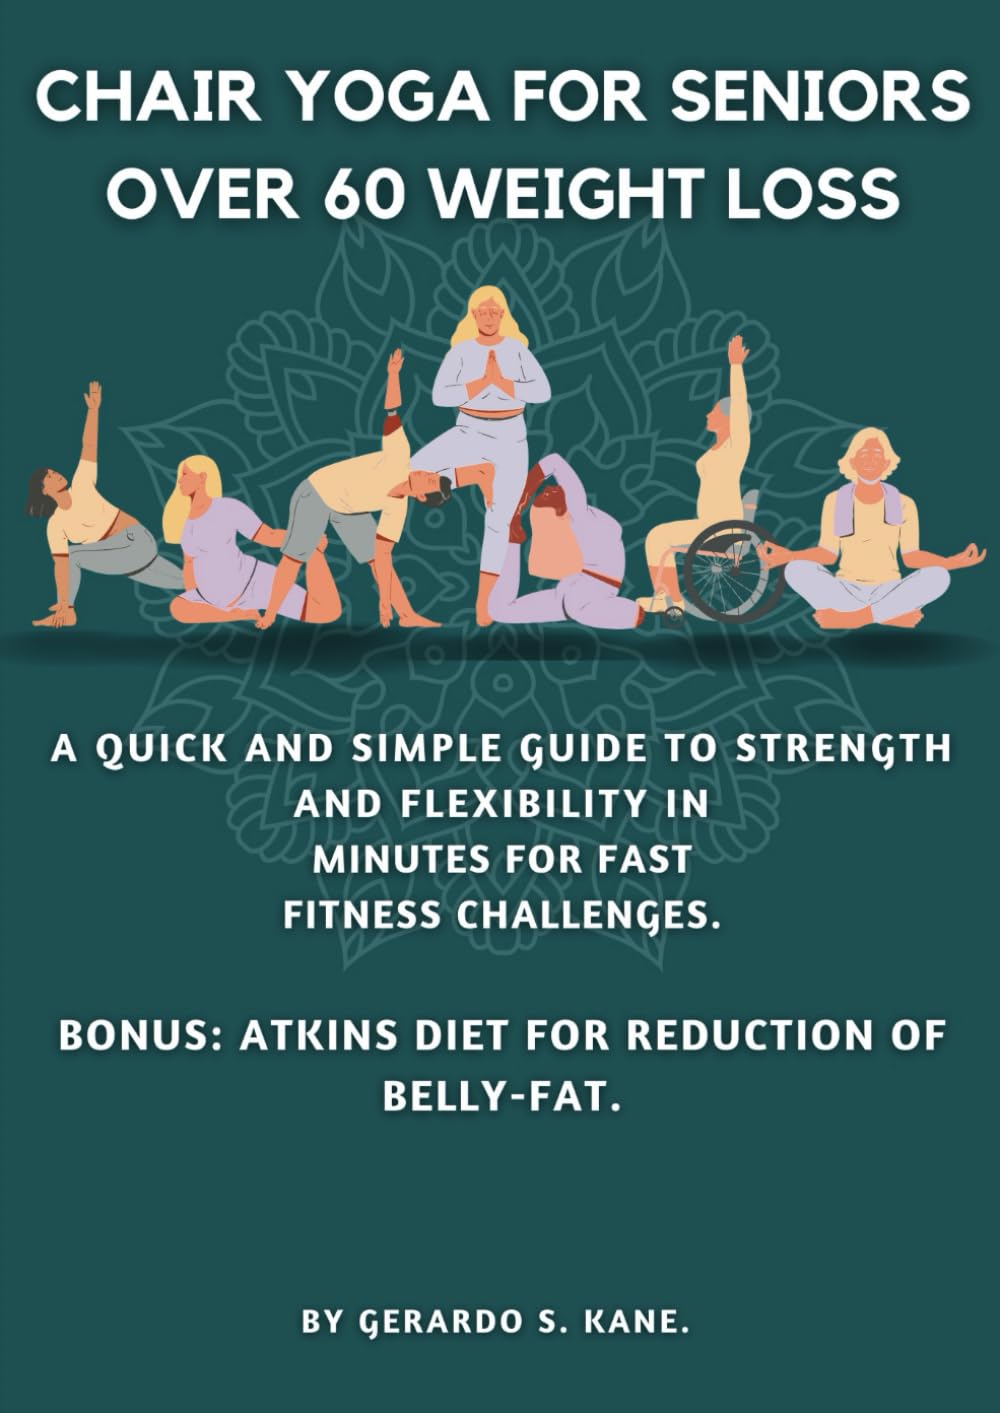 CHAIR YOGA FOR SENIORS
OVER 60 WEIGHT LOSS
A QUICK AND SIMPLE GUIDE TO STRENGTH
AND FLEXIBILITY IN
MINUTES FOR FAST
FITNESS CHALLENGES.
BONUS: ATKINS DIET FOR REDUCTION OF
BELLY-FAT.
BY GERARDO S. KANE.